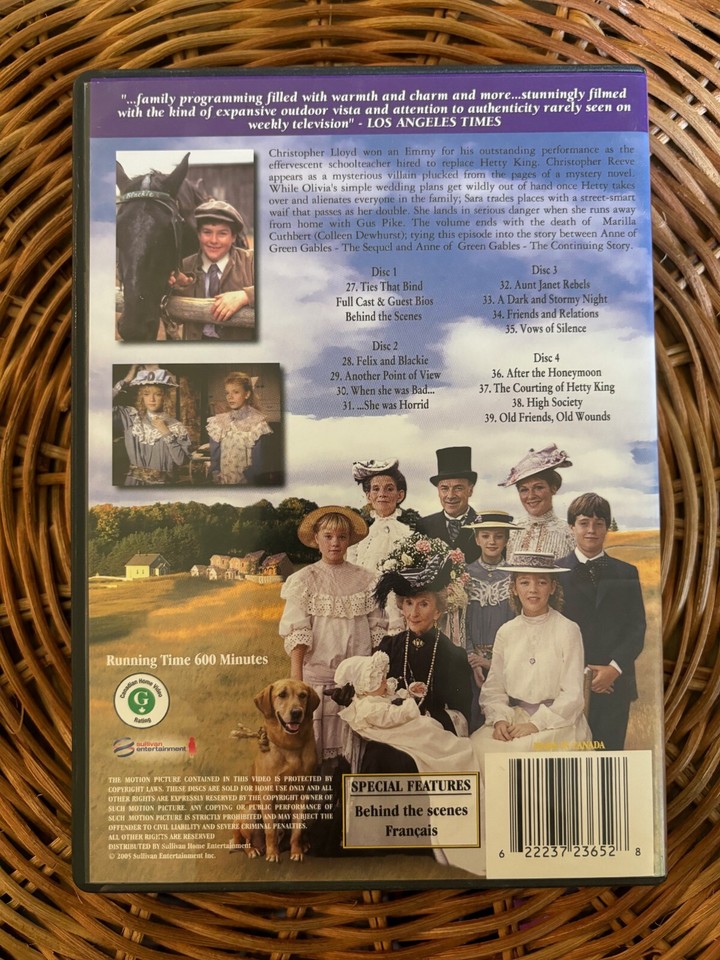 "...family programming filled with warmth and charm and more...stunningly filmed
with the kind of expansive outdoor vista and attention to authenticity rarely seen on
weekly television" - LOS ANGELES TIMES
Christopher Lloyd won an Emmy for his outstanding performance as the
effervescent schoolteacher hired to replace Hetty King. Christopher Reeve
appears as a mysterious villain plucked from the pages of a mystery novel.
While Olivia's simple wedding plans get wildly out of hand once Hetty takes
over and alienates everyone in the family; Sara trades places with a street-smart
waif that passes as her double. She lands in serious danger when she runs away
from home with Gus Pike. The volume ends with the death of Marilla
Cuthbert (Colleen Dewhurst); tying this episode into the story between Anne of
Green Gables - The Sequel and Anne of Green Gables - The Continuing Story.
Disc 1
27. Ties That Bind
Full Cast & Guest Bios
Behind the Scenes
Disc 2
28. Felix and Blackie
29. Another Point of View
30. When she was Bad...
31. ...She was Horrid
Disc 3
32. Aunt Janet Rebels
33. A Dark and Stormy Night
34. Friends and Relations
35. Vows of Silence
Disc 4
36. After the Honeymoon
37. The Courting of Hetty King
38. High Society
39. Old Friends, Old Wounds
Running Time 600 Minutes
Canadian Home Video
G
Rating
sullivan
entertainment
THE MOTION PICTURE CONTAINED IN THIS VIDEO IS PROTECTED BY
COPYRIGHT LAWS. THESE DISCS ARE SOLD FOR HOME USE ONLY AND ALL
OTHER RIGHTS ARE EXPRESSLY RESERVED BY THE COPYRIGHT OWNER OF
SUCH MOTION PICTURE. ANY COPYING OR PUBLIC PERFORMANCE OF
SUCH MOTION PICTURE IS STRICTLY PROHIBITED AND MAY SUBJECT THE
OFFENDER TO CIVIL LIABILITY AND SEVERE CRIMINAL PENALTIES.
ALL OTHER RIGHTS ARE RESERVED
DISTRIBUTED BY Sullivan Home Entertainment
© 2005 Sullivan Entertainment Inc.
SPECIAL FEATURES
Behind the scenes
Français
CANADA
6 22237 23652 8